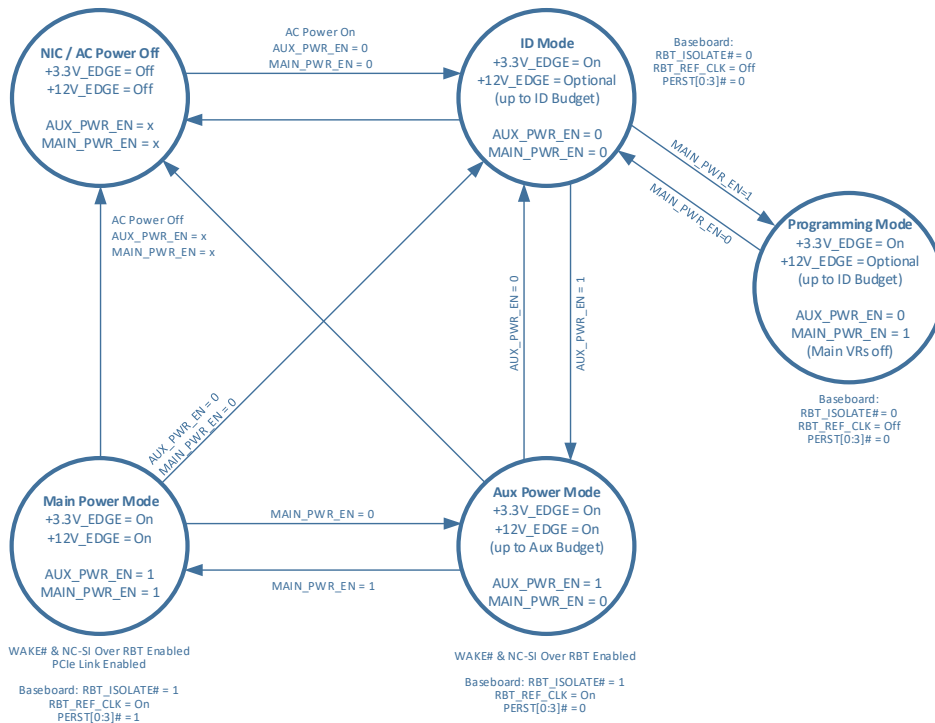 NIC / AC Power Off
+3.3V_EDGE = Off
+12V_EDGE = Off
AUX_PWR_EN = x
MAIN_PWR_EN = x
AC Power On
AUX_PWR_EN = 0
MAIN_PWR_EN = 0
ID Mode
+3.3V_EDGE = On
+12V_EDGE = Optional
(up to ID Budget)
AUX_PWR_EN = 0
MAIN_PWR_EN = 0
Baseboard:
RBT_ISOLATE# = 0
RBT_REF_CLK = Off
PERST[0:3]# = 0
MAIN_PWR_EN=1
MAIN_PWR_EN=0
Programming Mode
+3.3V_EDGE = On
+12V_EDGE = Optional
(up to ID Budget)
AUX_PWR_EN = 0
MAIN_PWR_EN = 1
(Main VRs off)
Baseboard:
RBT_ISOLATE# = 0
RBT_REF_CLK = Off
PERST[0:3]# = 0
AC Power Off
AUX_PWR_EN = x
MAIN_PWR_EN = x
AUX_PWR_EN = 0
AUX_PWR_EN = 1
AUX_PWR_EN = 0
MAIN_PWR_EN = 0
Main Power Mode
+3.3V_EDGE = On
+12V_EDGE = On
AUX_PWR_EN = 1
MAIN_PWR_EN = 1
MAIN_PWR_EN = 0
MAIN_PWR_EN = 1
Aux Power Mode
+3.3V_EDGE = On
+12V_EDGE = On
(up to Aux Budget)
AUX_PWR_EN = 1
MAIN_PWR_EN = 0
WAKE# & NC-SI Over RBT Enabled
PCIe Link Enabled
Baseboard: RBT_ISOLATE# = 1
RBT_REF_CLK = On
PERST[0:3]# = 1
WAKE# & NC-SI Over RBT Enabled
Baseboard: RBT_ISOLATE# = 1
RBT_REF_CLK = On
PERST[0:3]# = 0